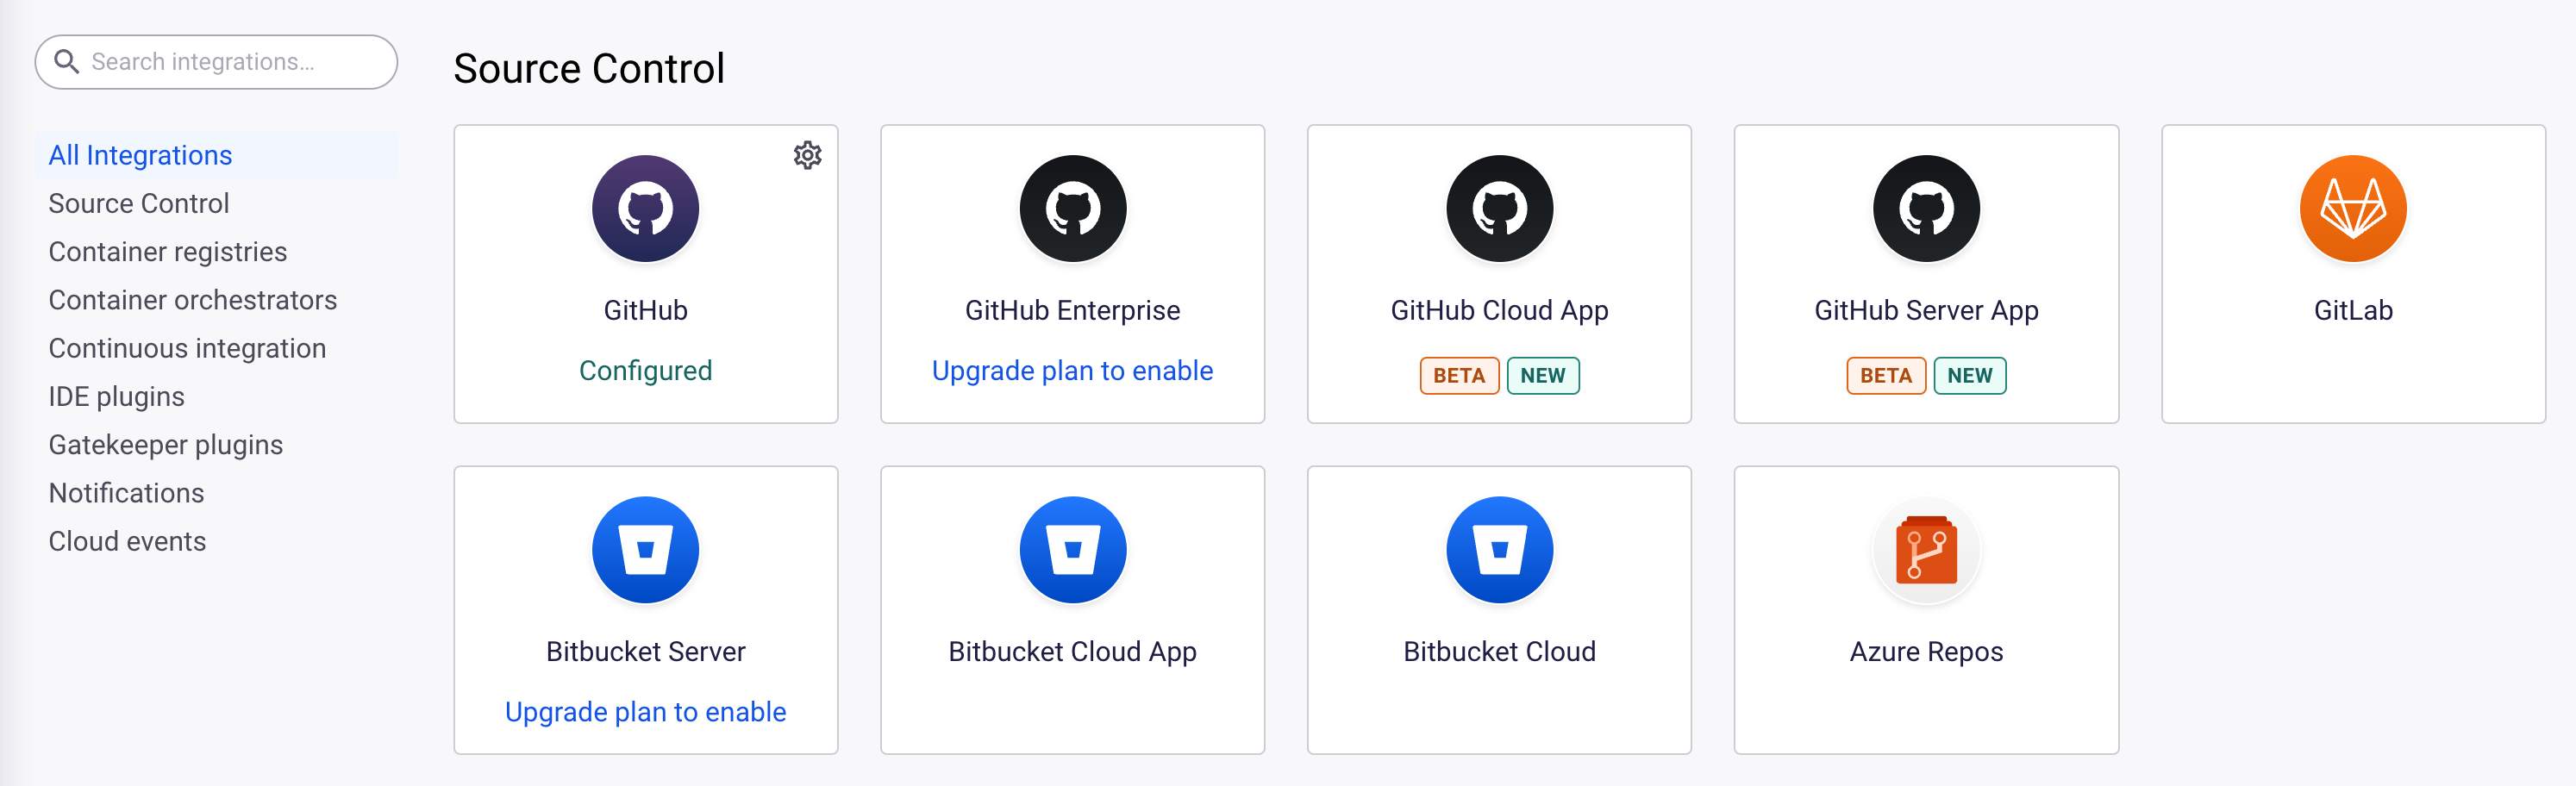 Search integrations...
All Integrations
Source Control
Container registries
Container orchestrators
Continuous integration
IDE plugins
Gatekeeper plugins
Notifications
Cloud events
Source Control
GitHub
Configured
GitHub Enterprise
Upgrade plan to enable
GitHub Cloud App
BETA NEW
GitHub Server App
BETA NEW
GitLab
Bitbucket Server
Upgrade plan to enable
Bitbucket Cloud App
Bitbucket Cloud
Azure Repos